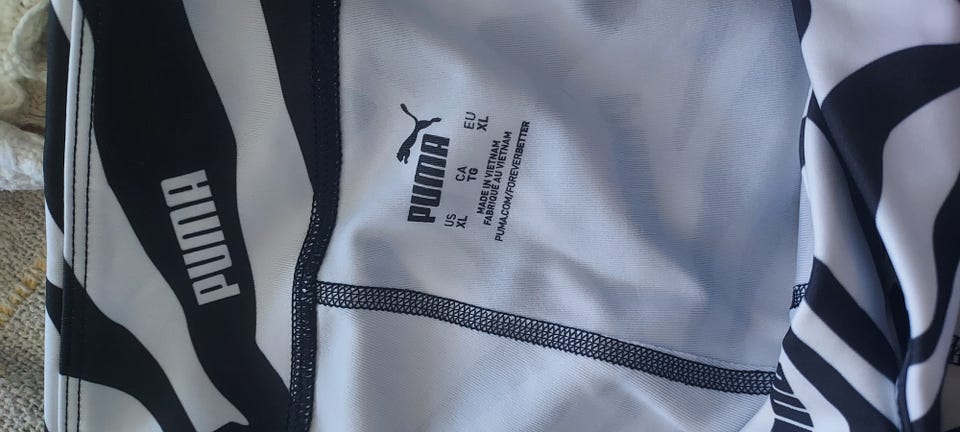 PUMA
PUMA
US CA EU
XL TG XL
MADE IN VIETNAM
FABRIQUÉ AU VIETNAM
PUMA.COM/FOREVERBETTER